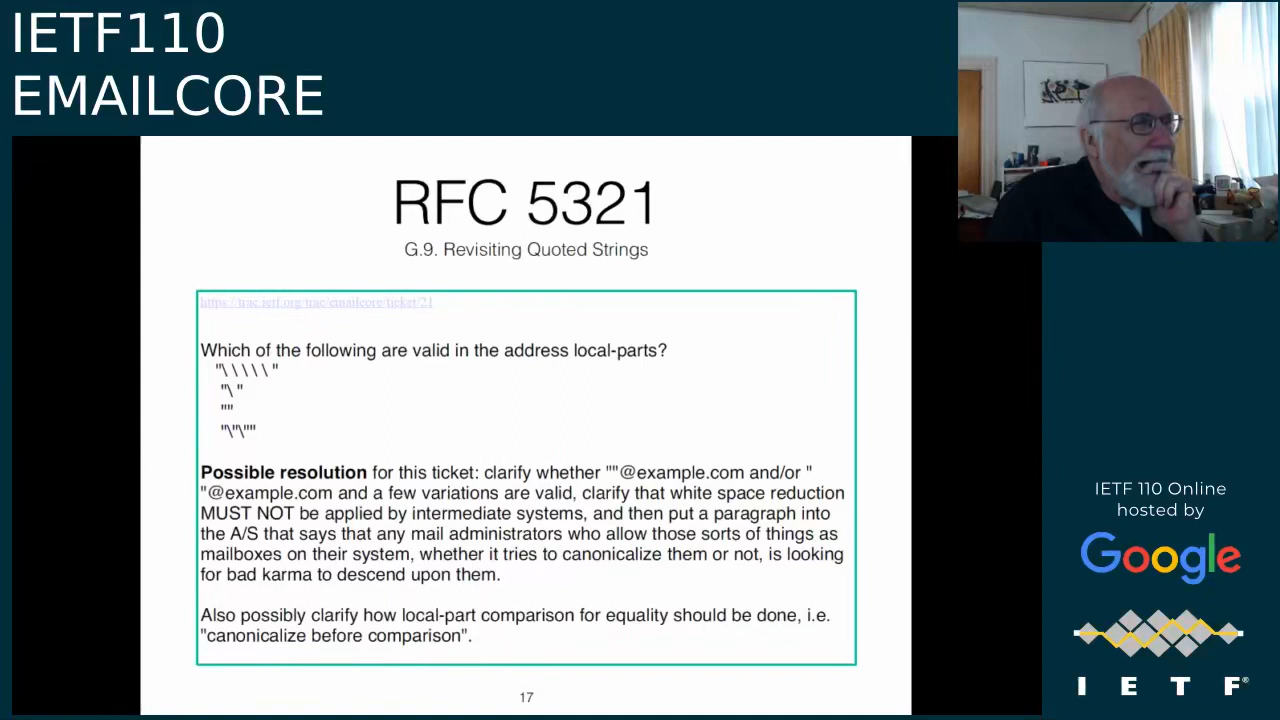 IETF110
EMAILCORE
RFC 5321
G.9. Revisiting Quoted Strings
https://trac.ietf.org/trac/emailcore/ticket/21
Which of the following are valid in the address local-parts?
"\ \ \ \ \ "
"\ "
""
"\"\""
Possible resolution for this ticket: clarify whether ""@example.com and/or "
"@example.com and a few variations are valid, clarify that white space reduction
MUST NOT be applied by intermediate systems, and then put a paragraph into
the A/S that says that any mail administrators who allow those sorts of things as
mailboxes on their system, whether it tries to canonicalize them or not, is looking
for bad karma to descend upon them.
Also possibly clarify how local-part comparison for equality should be done, i.e.
"canonicalize before comparison".
17
IETF 110 Online
hosted by
Google
I E T F®